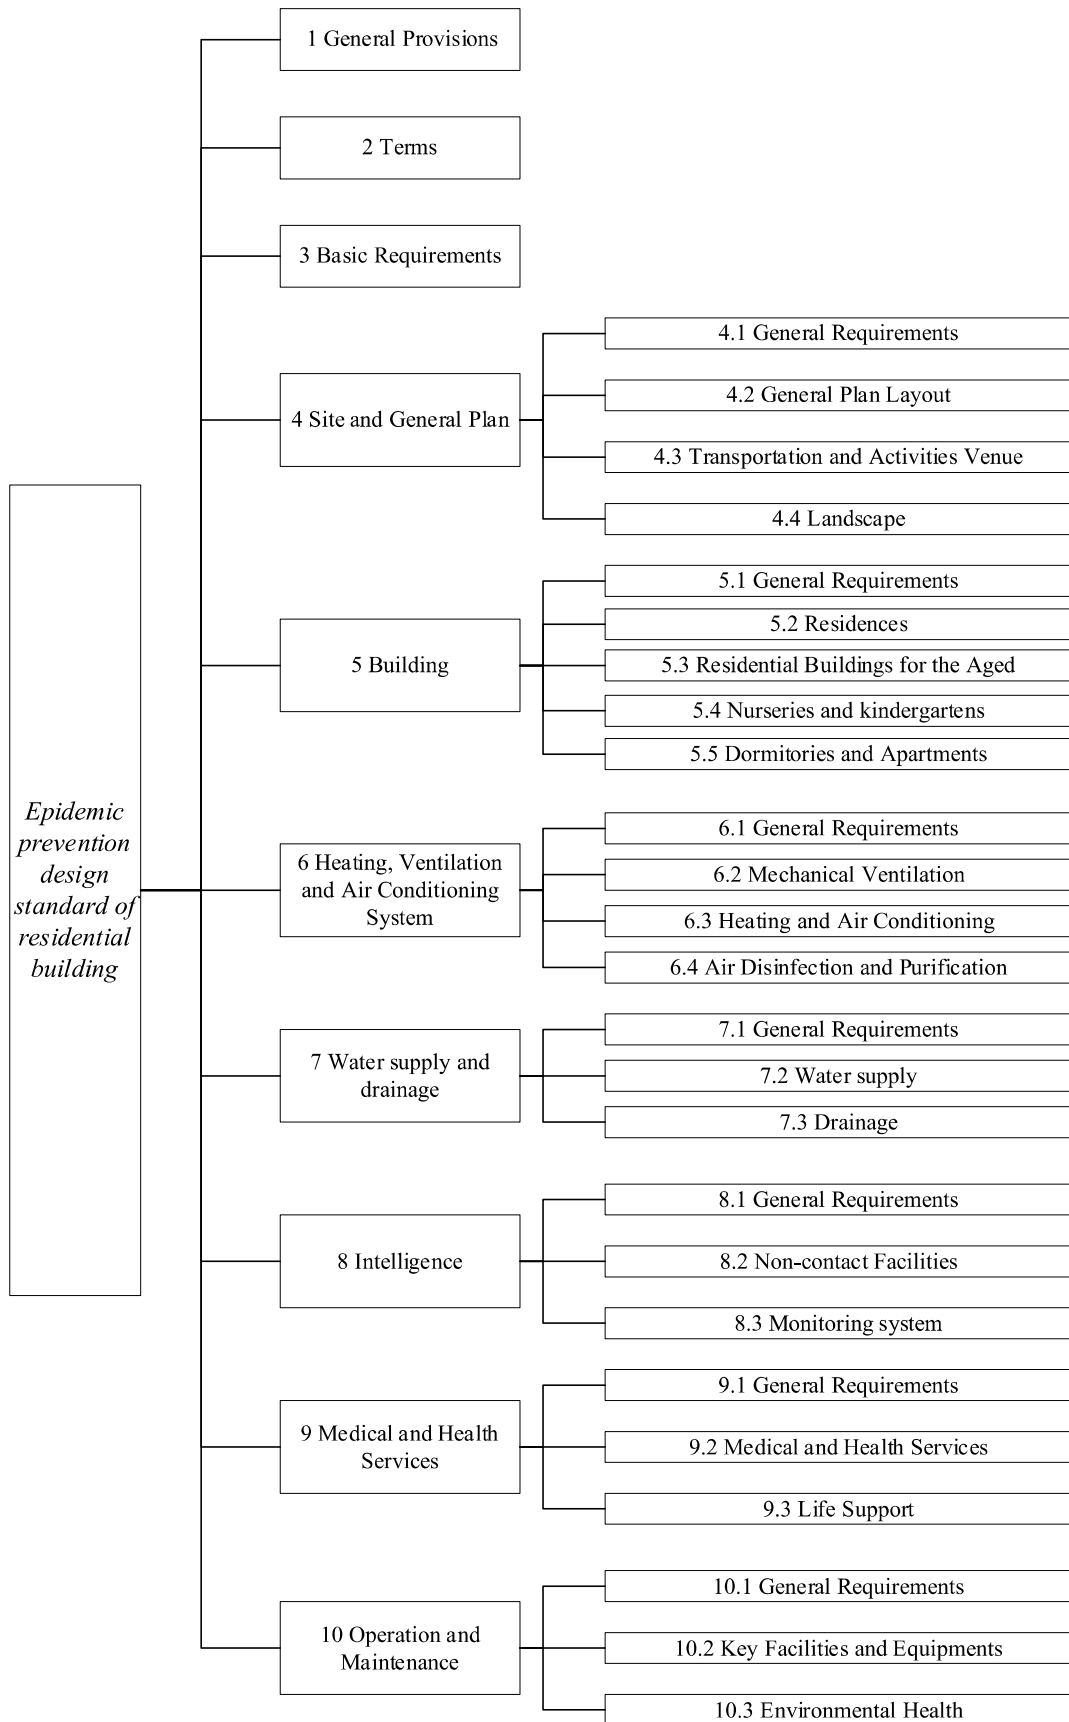 Epidemic
prevention
design
standard of
residential
building
1 General Provisions
2 Terms
3 Basic Requirements
4 Site and General Plan
4.1 General Requirements
4.2 General Plan Layout
4.3 Transportation and Activities Venue
4.4 Landscape
5 Building
5.1 General Requirements
5.2 Residences
5.3 Residential Buildings for the Aged
5.4 Nurseries and kindergartens
5.5 Dormitories and Apartments
6 Heating, Ventilation
and Air Conditioning
System
6.1 General Requirements
6.2 Mechanical Ventilation
6.3 Heating and Air Conditioning
6.4 Air Disinfection and Purification
7 Water supply and
drainage
7.1 General Requirements
7.2 Water supply
7.3 Drainage
8 Intelligence
8.1 General Requirements
8.2 Non-contact Facilities
8.3 Monitoring system
9 Medical and Health
Services
9.1 General Requirements
9.2 Medical and Health Services
9.3 Life Support
10 Operation and
Maintenance
10.1 General Requirements
10.2 Key Facilities and Equipments
10.3 Environmental Health